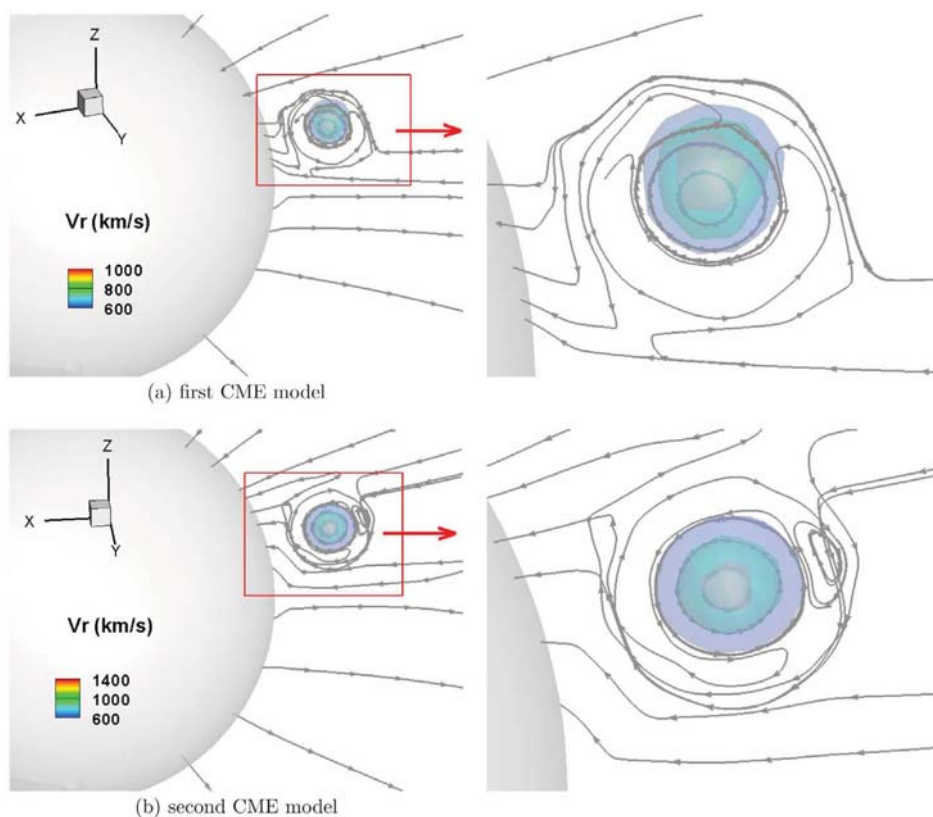 Z
X
Y
Vr (km/s)
1000
800
600
(a) first CME model
Z
X
Y
Vr (km/s)
1400
1000
600
(b) second CME model